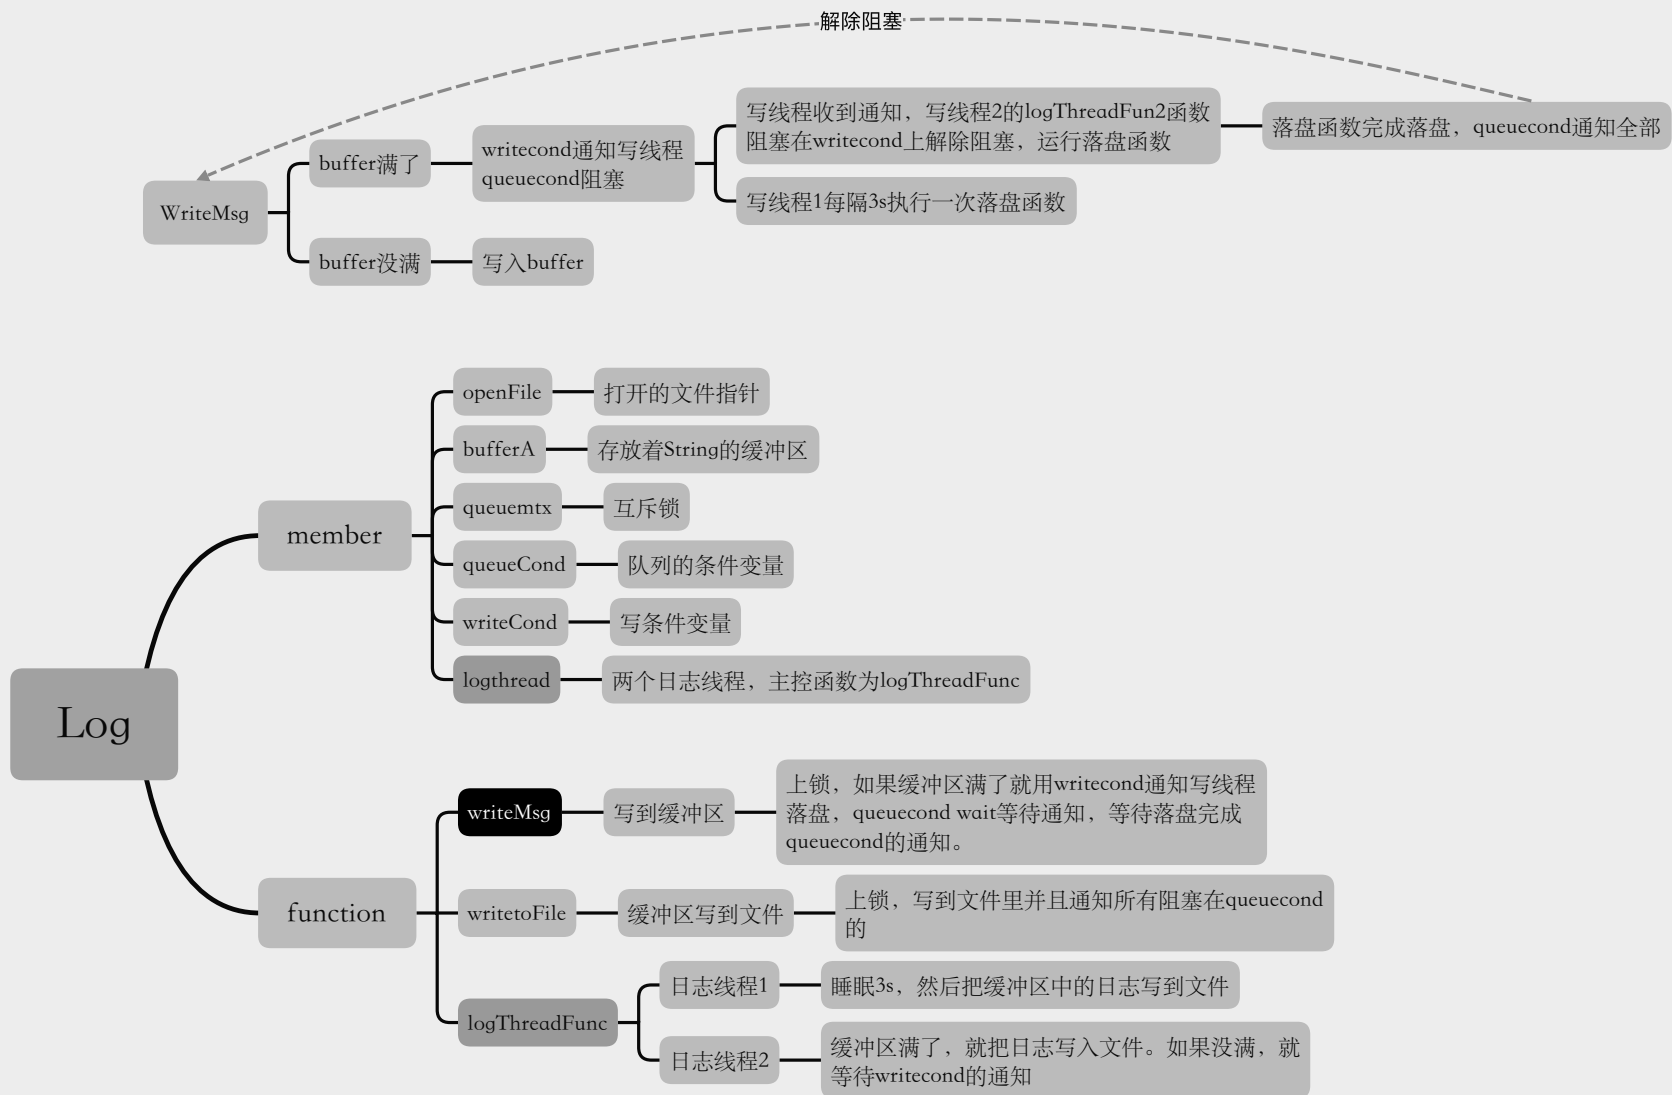 解除阻塞
写线程收到通知，写线程2的logThreadFun2函数
阻塞在writecond上解除阻塞，运行落盘函数
落盘函数完成落盘，queuecond通知全部
buffer满了
writecond通知写线程
queuecond阻塞
写线程1每隔3s执行一次落盘函数
WriteMsg
buffer没满
写入buffer
openFile
打开的文件指针
bufferA
存放着String的缓冲区
queuemtx
互斥锁
member
queueCond
队列的条件变量
writeCond
写条件变量
logthread
两个日志线程，主控函数为logThreadFunc
Log
writeMsg
写到缓冲区
上锁，如果缓冲区满了就用writecond通知写线程
落盘，queuecond wait等待通知，等待落盘完成
queuecond的通知。
function
writetoFile
缓冲区写到文件
上锁，写到文件里并且通知所有阻塞在queuecond
的
logThreadFunc
日志线程1
睡眠3s，然后把缓冲区中的日志写到文件
日志线程2
缓冲区满了，就把日志写入文件。如果没满，就
等待writecond的通知